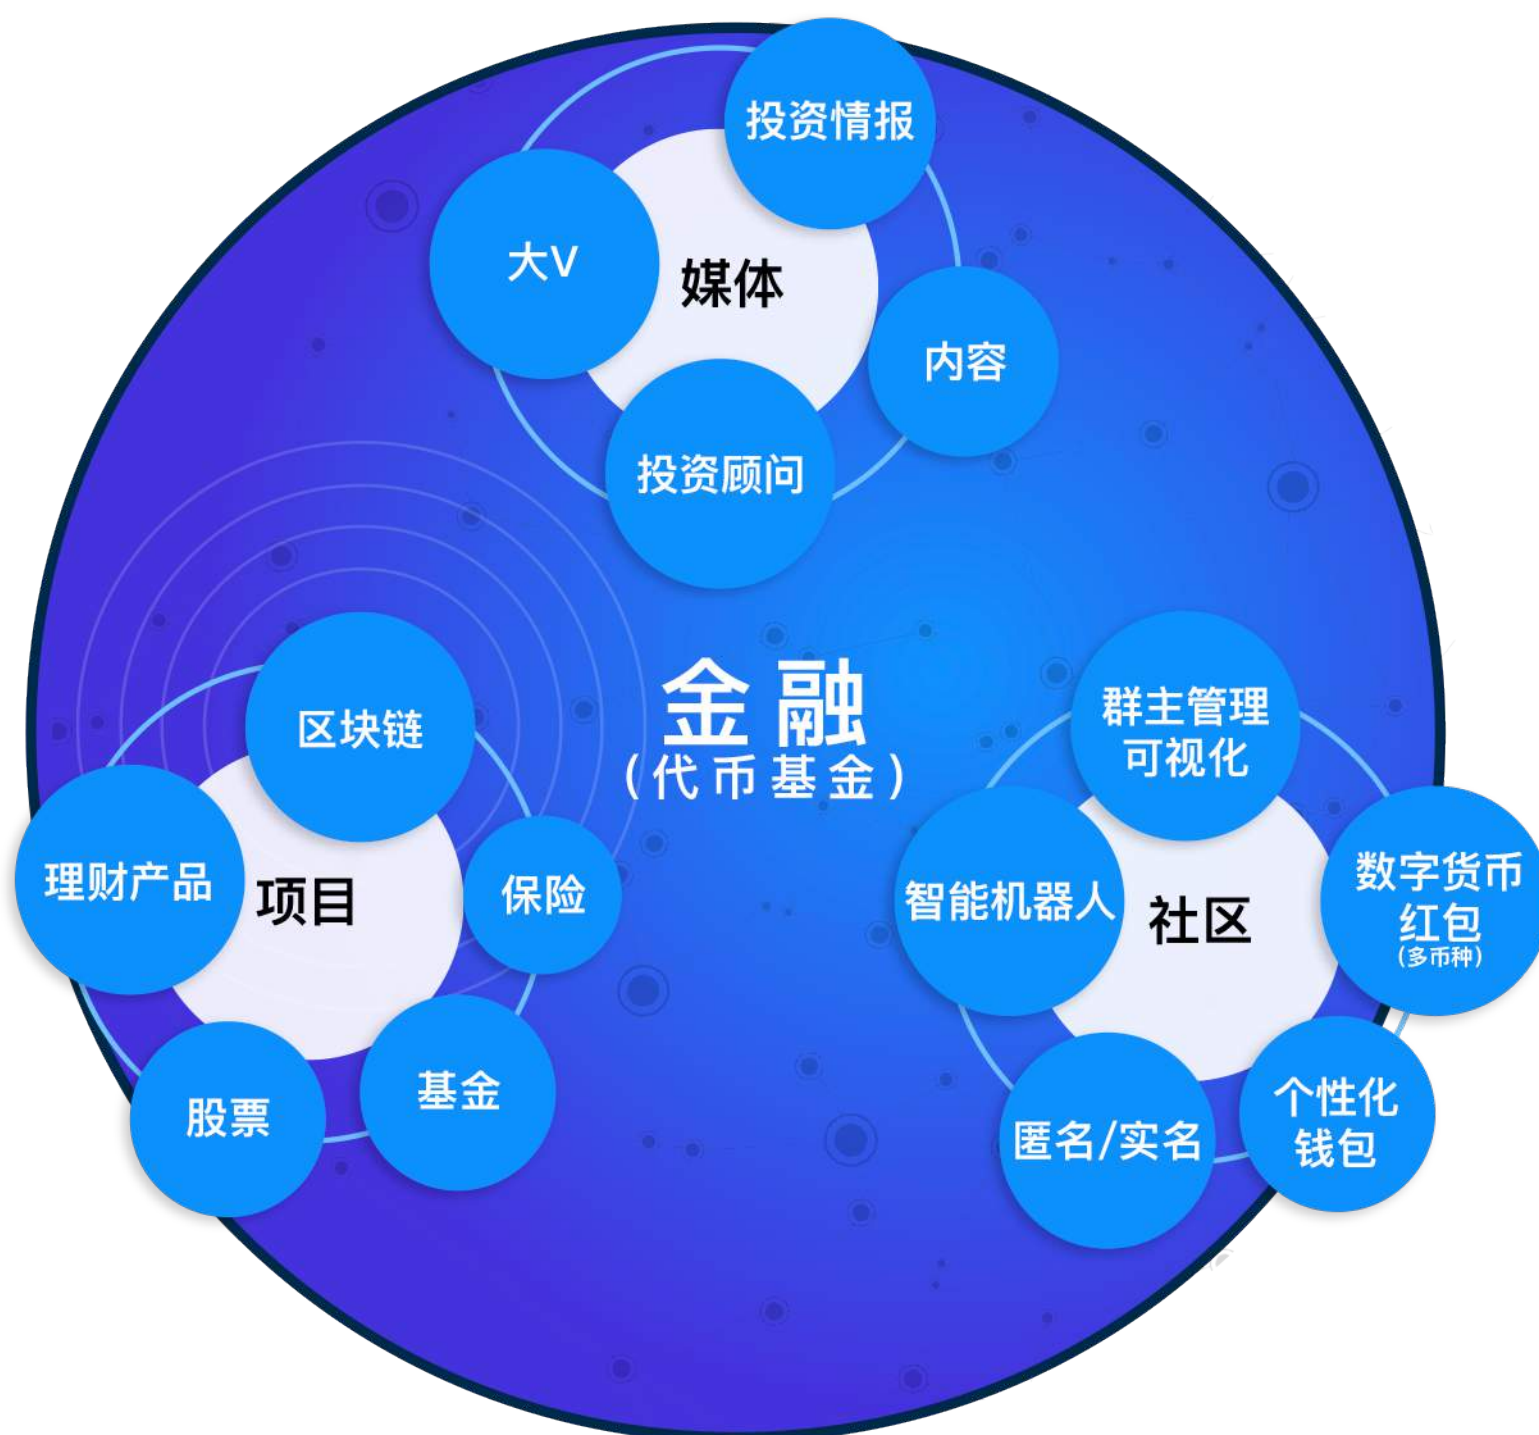 投资情报
大V
媒体
内容
投资顾问
金融
(代币基金)
区块链
理财产品
项目
保险
基金
股票
群主管理
可视化
智能机器人
社区
数字货币
红包
(多币种)
个性化
钱包
匿名/实名